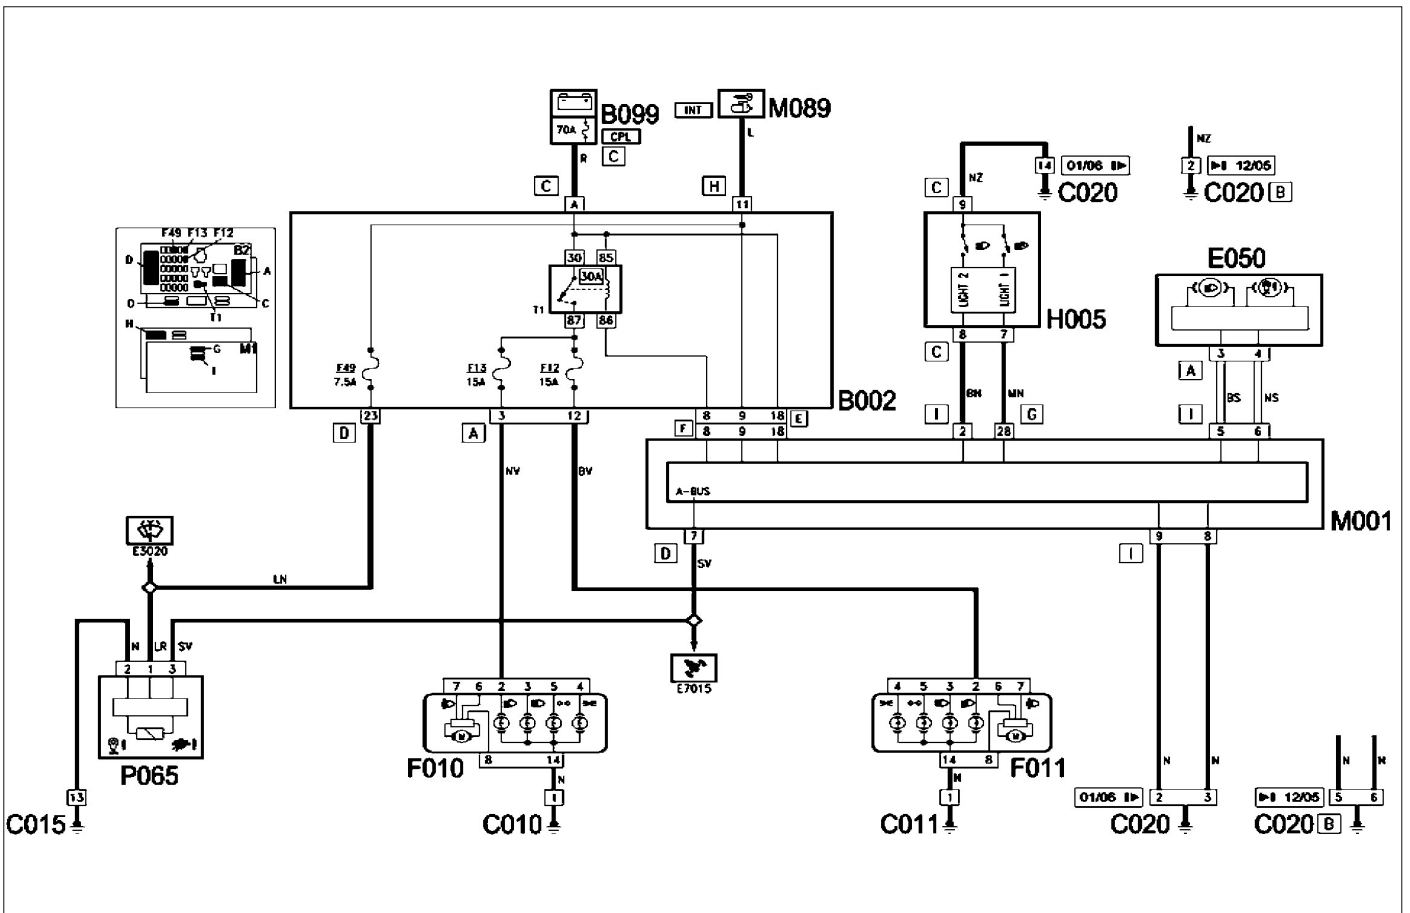 B099
70A
CPL
C
R
INT
M089
L
C
H
A
11
NZ
14
01/06
C020
NZ
2
12/05
C020 B
C
9
F49 F13 F12
B2
D
A
O
C
T1
H
M1
G
I
30 85
30A
T1
87 86
F49
7.5A
F13
15A
F12
15A
B002
LIGHT 2
LIGHT 1
H005
E050
8 7
C
3 4
A
BN
MN
BS
NS
23
3 12
8 9 18
E
D
A
F
8 9 18
I
2 28
G
I
5 6
NV
BV
A-BUS
M001
7
D
SV
9 8
I
E3020
LN
N
LR
SV
2 1 3
E7015
P065
7 6 2 3 5 4
M
F010
8 14
4 5 3 2 6 7
M
F011
14 8
N
N
N
N
N
N
13
C015
1
C010
1
C011
01/06
2 3
C020
12/05
5 6
C020 B